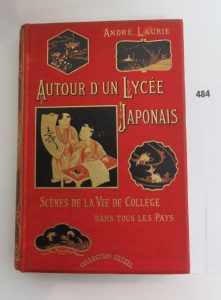 ANDRÉ LAURIE
AUTOUR D'UN LYCÉE
JAPONAIS
SCÈNES DE LA VIE DE COLLÈGE
DANS TOUS LES PAYS
COLLECTION HETZEL
484